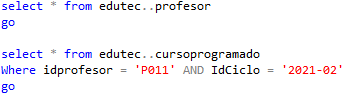 select * from edutec..profesor
go
select * from edutec..cursoprogramado
Where idprofesor = 'P011' AND IdCiclo = '2021-02'
go